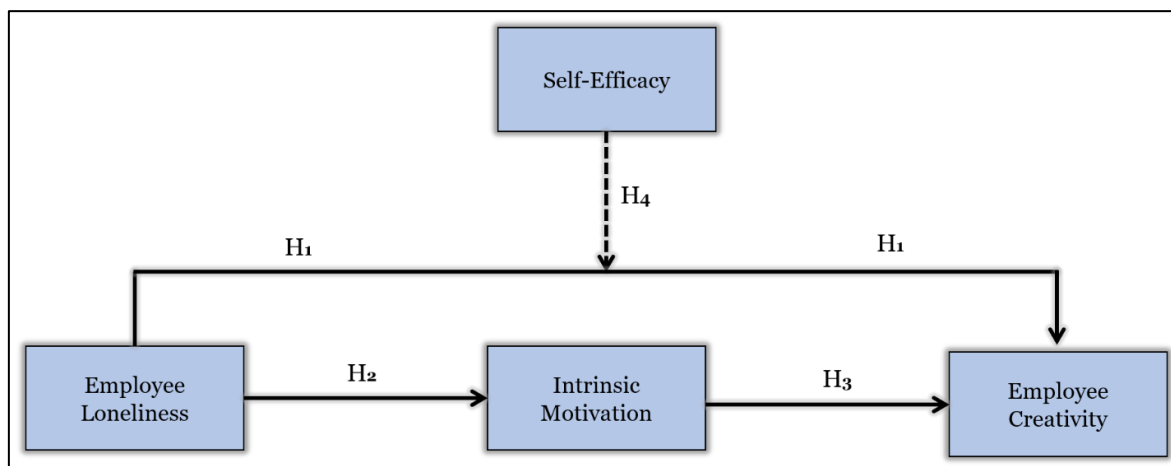 Self-Efficacy
H4
H1
H1
Employee
Loneliness
H2
Intrinsic
Motivation
H3
Employee
Creativity